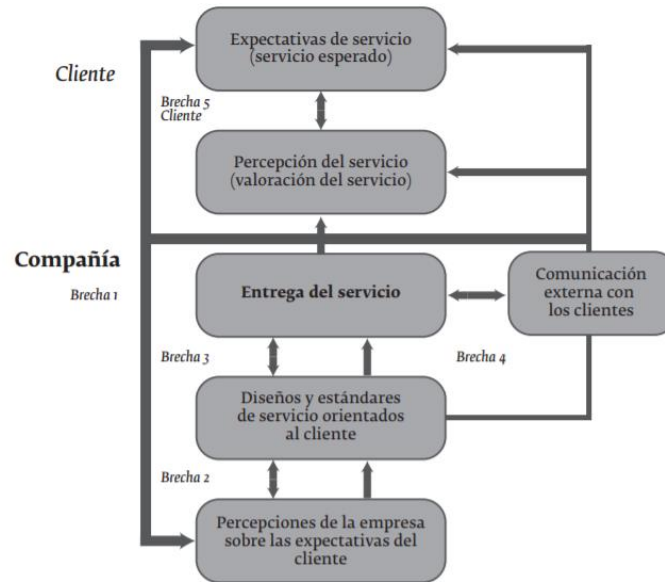 Expectativas de servicio
(servicio esperado)
Cliente
Brecha 5
Cliente
Percepción del servicio
(valoración del servicio)
Compañía
Brecha 1
Entrega del servicio
Comunicación
externa con
los clientes
Brecha 3
Brecha 4
Diseños y estándares
de servicio orientados
al cliente
Brecha 2
Percepciones de la empresa
sobre las expectativas del
cliente